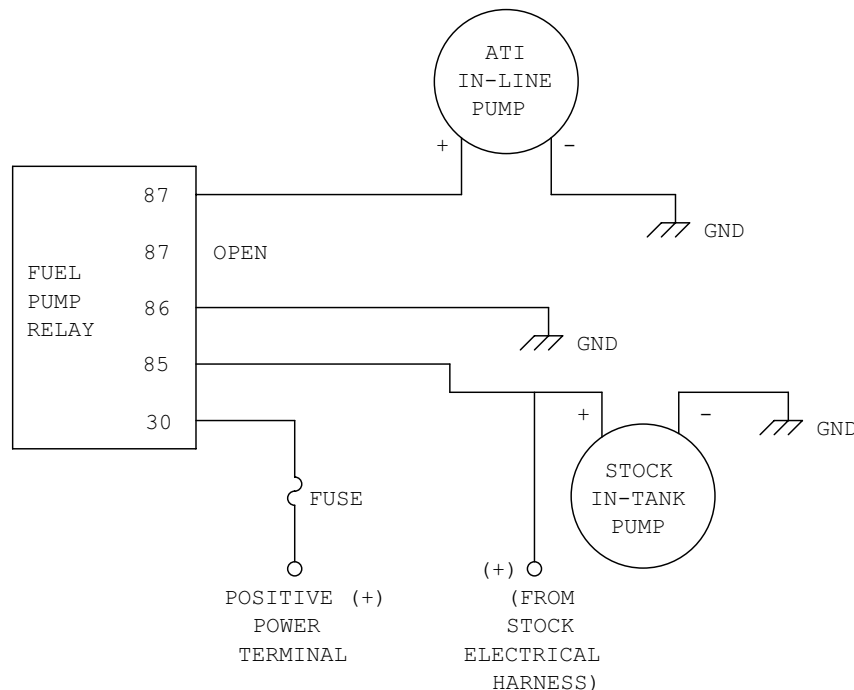 ATI
IN-LINE
PUMP
+
-
87
GND
87
OPEN
FUEL
PUMP
RELAY
86
GND
85
30
+
-
GND
STOCK
IN-TANK
PUMP
FUSE
POSITIVE (+)
POWER
TERMINAL
(+)
(FROM
STOCK
ELECTRICAL
HARNESS)